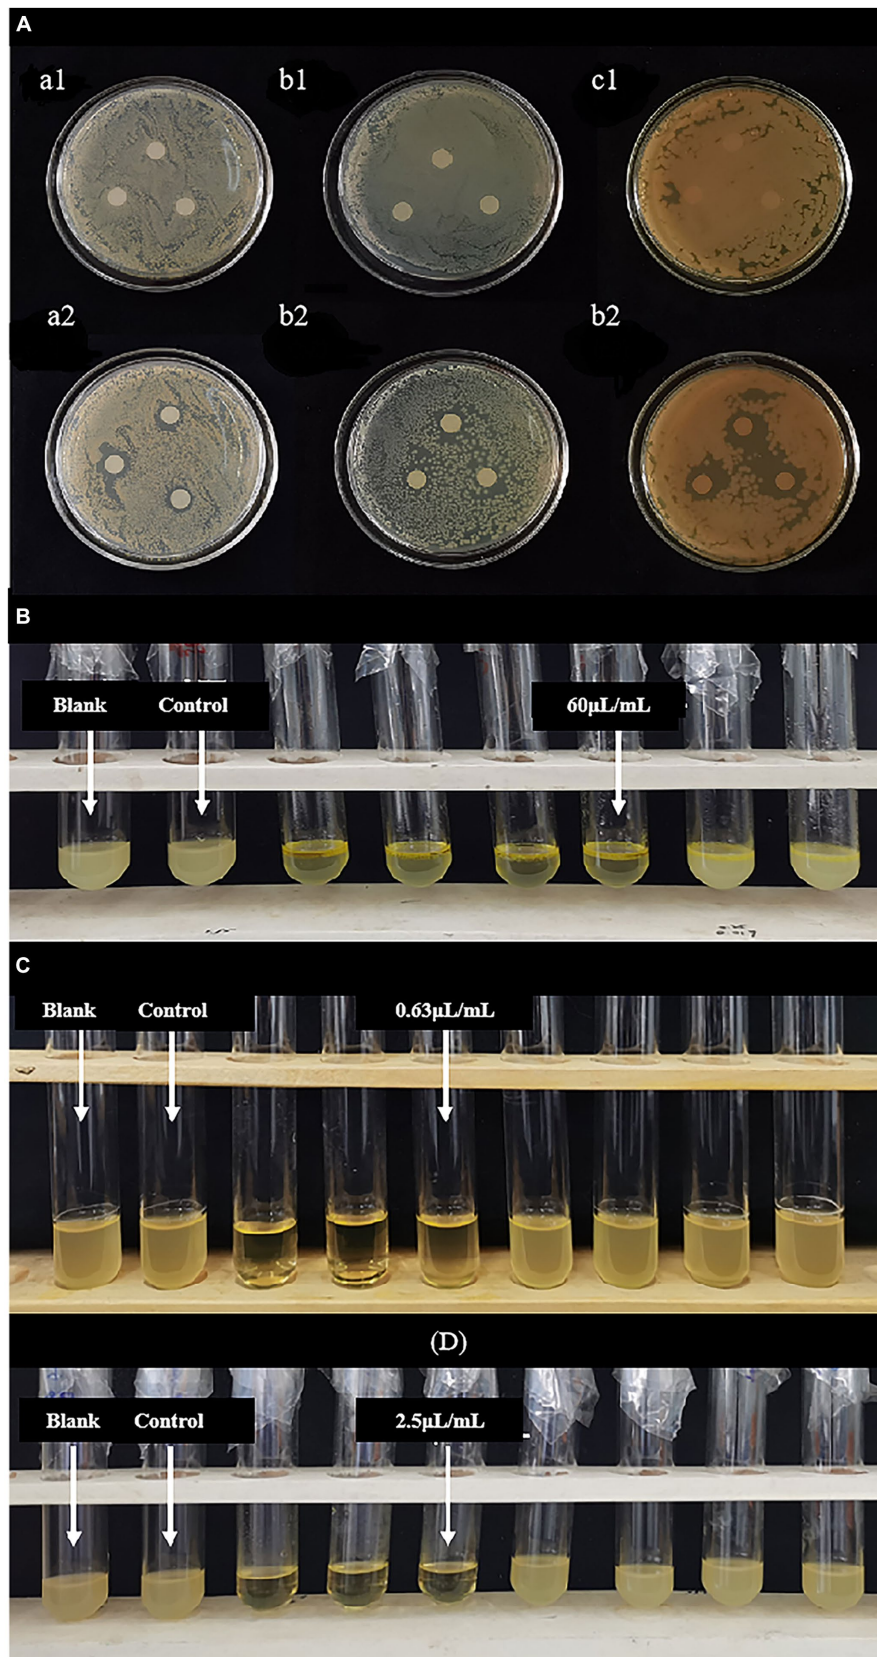 A
a1 b1 c1
a2 b2 b2
B
Blank Control 60μL/mL
C
Blank Control 0.63μL/mL
(D)
Blank Control 2.5μL/mL